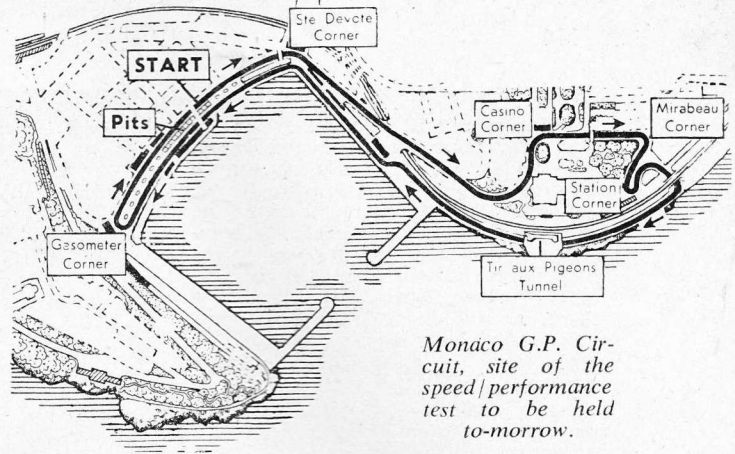 Ste Devote
Corner
START
Pits
Casino
Corner
Mirabeau
Corner
Station
Corner
Gasometer
Corner
Tir aux Pigeons
Tunnel
Monaco G.P. Cir-
cuit, site of the
speed/performance
test to be held
to-morrow.